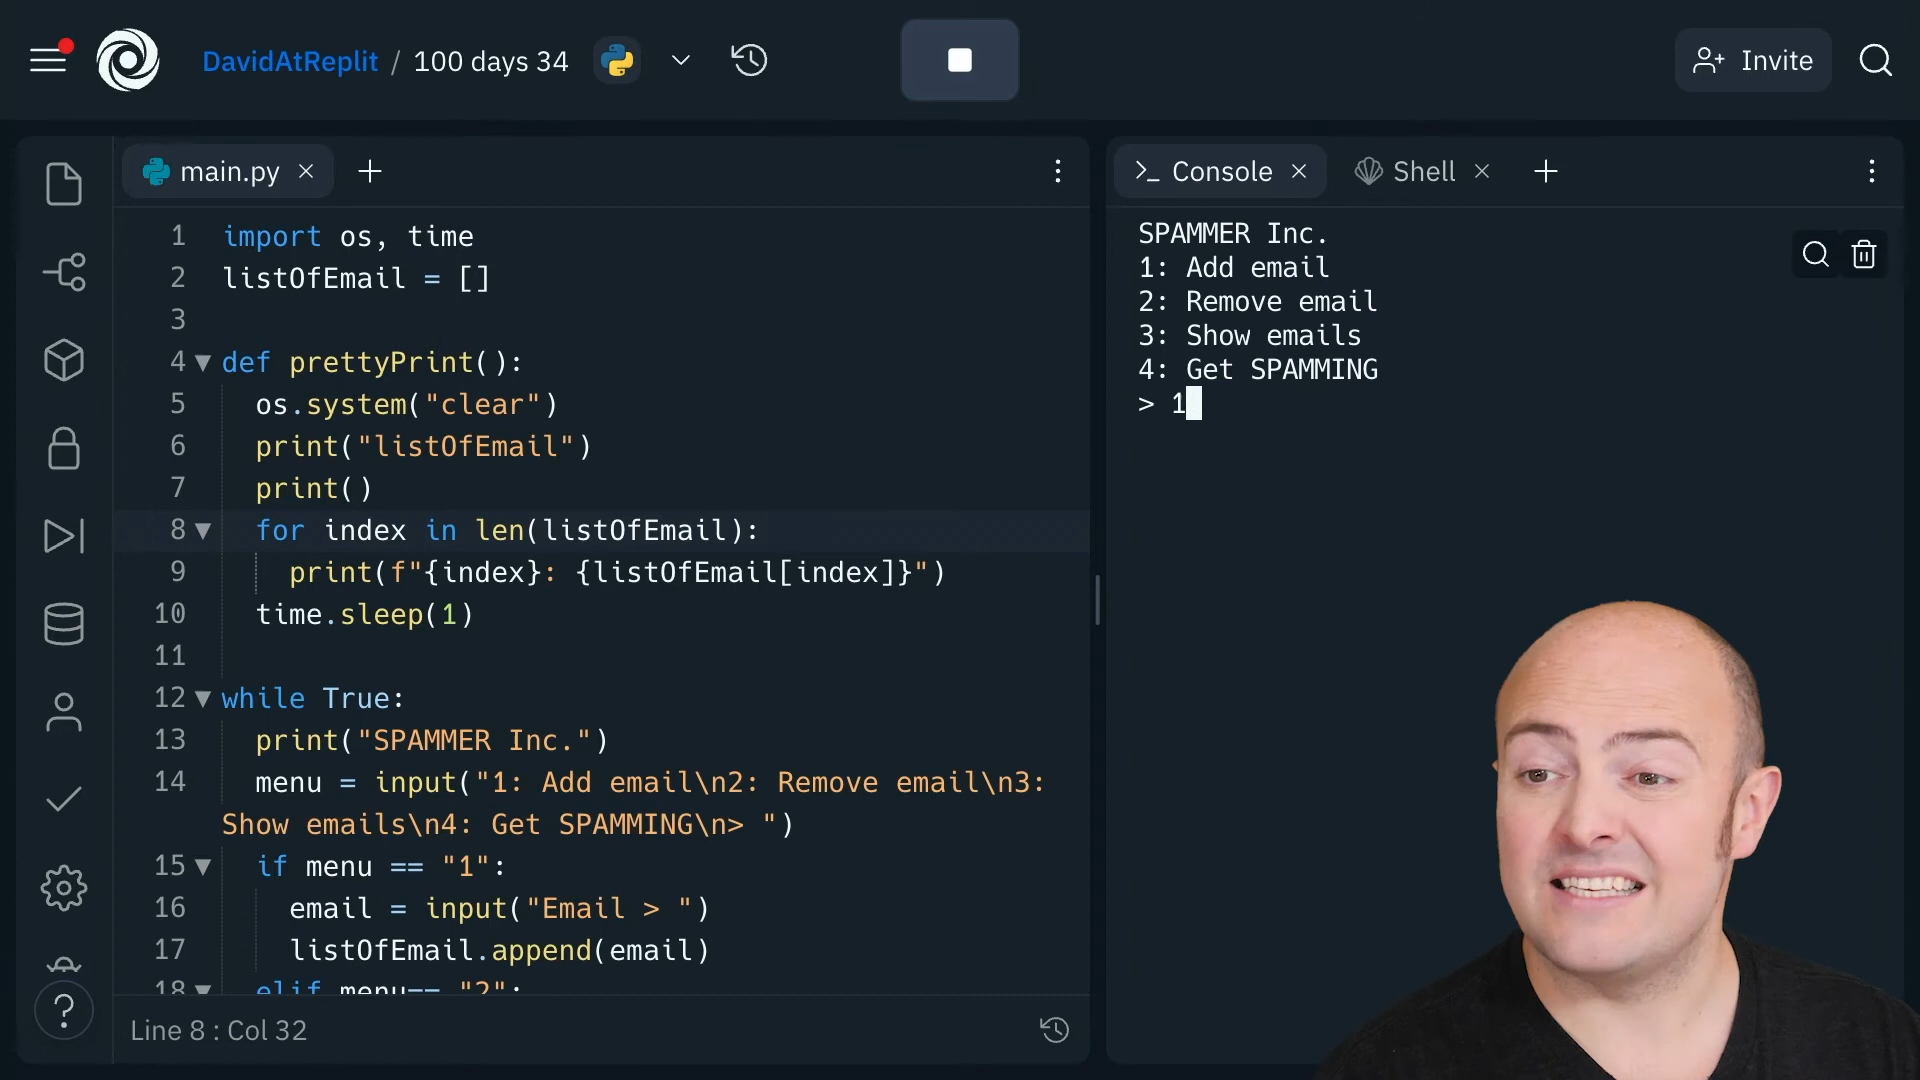 DavidAtReplit / 100 days 34
Invite
main.py
1 import os, time
2 listOfEmail = []
3
4 def prettyPrint():
5 os.system("clear")
6 print("listOfEmail")
7 print()
8 for index in len(listOfEmail):
9 print(f"{index}: {listOfEmail[index]}")
10 time.sleep(1)
11
12 while True:
13 print("SPAMMER Inc.")
14 menu = input("1: Add email\n2: Remove email\n3:
Show emails\n4: Get SPAMMING\n> ")
15 if menu == "1":
16 email = input("Email > ")
17 listOfEmail.append(email)
18 elif menu== "2":
Line 8 : Col 32
Console
Shell
SPAMMER Inc.
1: Add email
2: Remove email
3: Show emails
4: Get SPAMMING
> 1